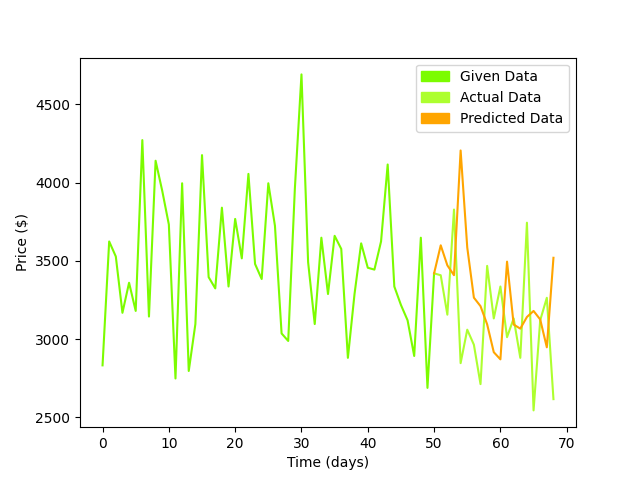 Given Data
Actual Data
Predicted Data
4500
4000
3500
3000
2500
Price ($)
0 10 20 30 40 50 60 70
Time (days)